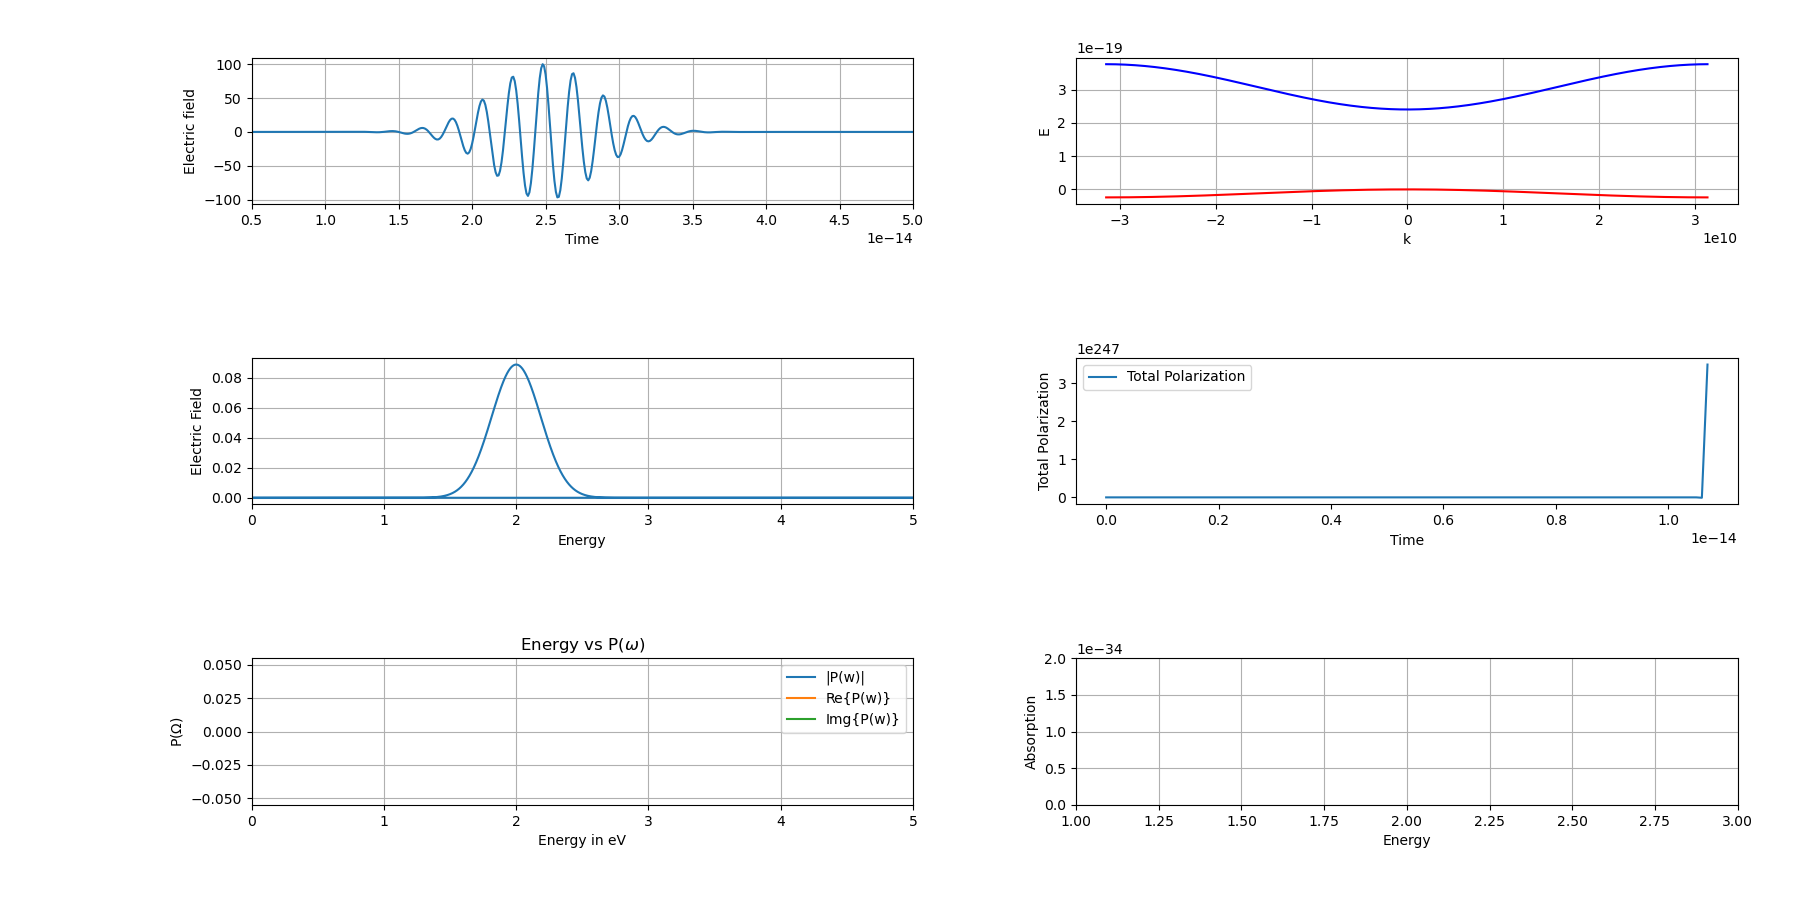 100
50
0
−50
−100
Electric field
0.5 1.0 1.5 2.0 2.5 3.0 3.5 4.0 4.5 5.0
Time
1e−14
1e−19
3
2
1
0
E
−3 −2 −1 0 1 2 3
k
1e10
0.08
0.06
0.04
0.02
0.00
Electric Field
0 1 2 3 4 5
Energy
1e247
Total Polarization
3
2
1
0
Total Polarization
0.0 0.2 0.4 0.6 0.8 1.0
Time
1e−14
Energy vs P(ω)
0.050
0.025
0.000
−0.025
−0.050
P(Ω)
|P(w)|
Re{P(w)}
Img{P(w)}
0 1 2 3 4 5
Energy in eV
1e−34
2.0
1.5
1.0
0.5
0.0
Absorption
1.00 1.25 1.50 1.75 2.00 2.25 2.50 2.75 3.00
Energy